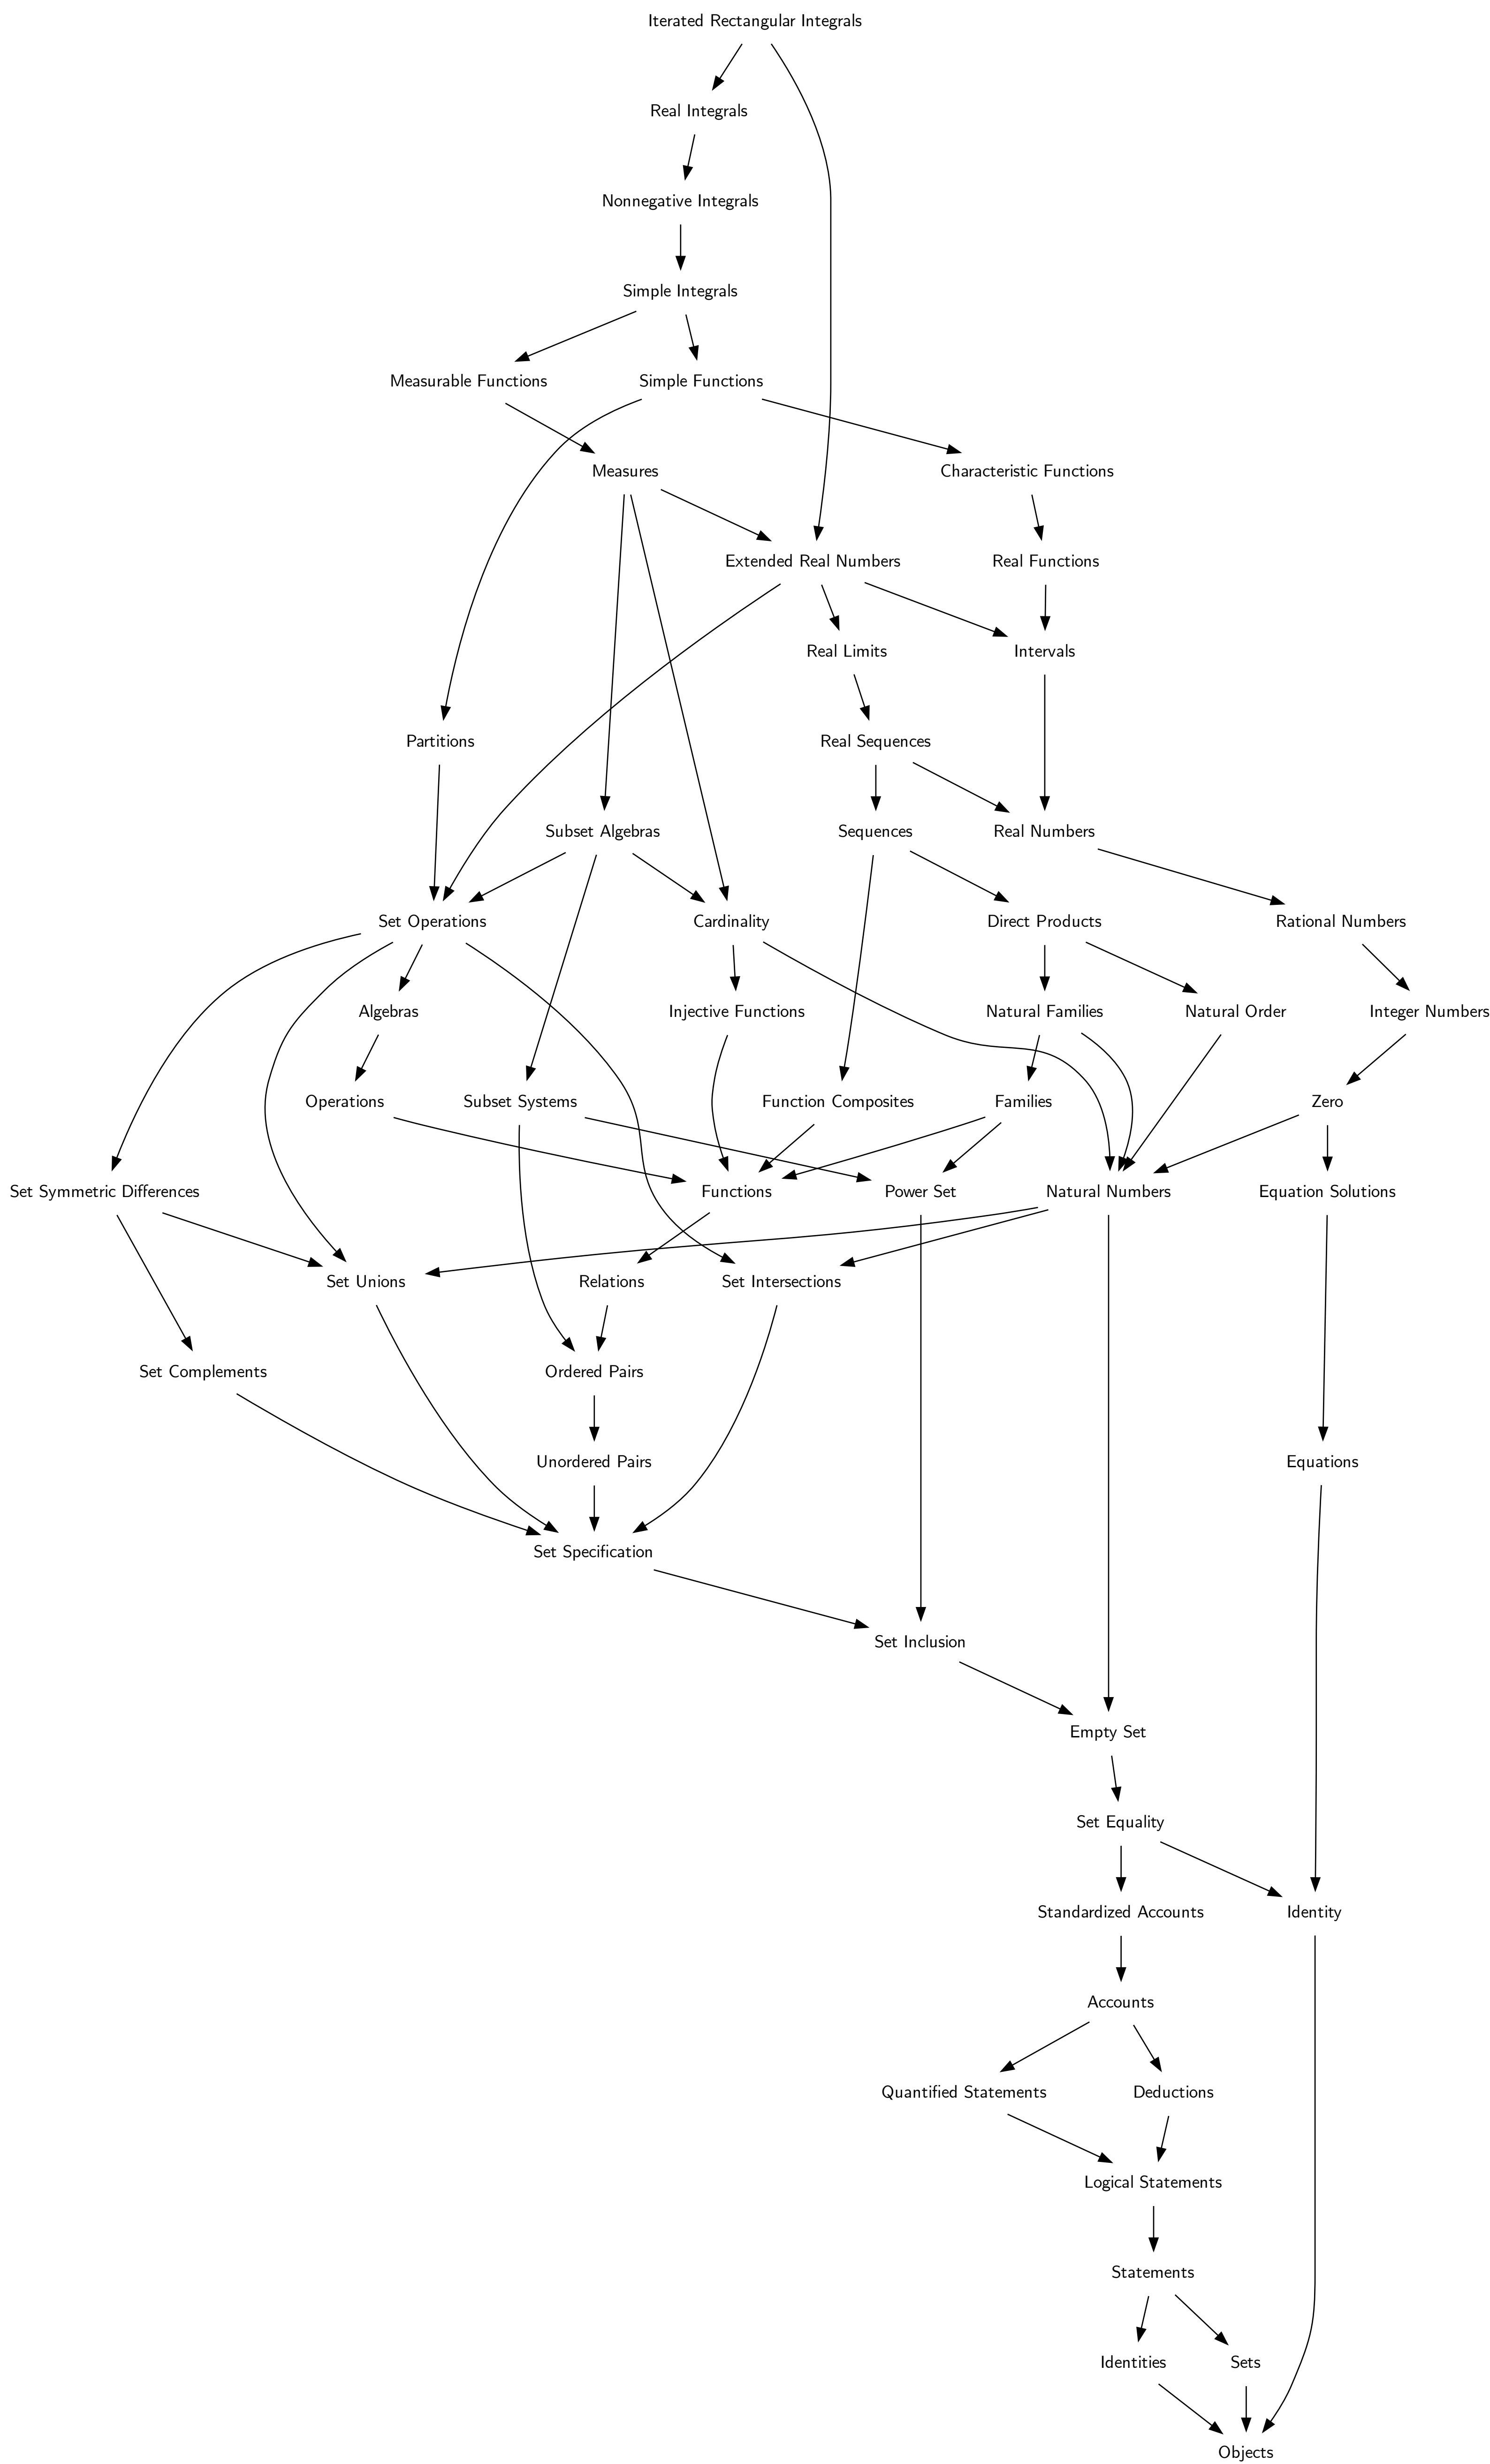 Iterated Rectangular Integrals
Real Integrals
Nonnegative Integrals
Simple Integrals
Measurable Functions
Simple Functions
Measures
Characteristic Functions
Extended Real Numbers
Real Functions
Real Limits
Intervals
Partitions
Real Sequences
Subset Algebras
Sequences
Real Numbers
Set Operations
Cardinality
Direct Products
Rational Numbers
Algebras
Injective Functions
Natural Families
Natural Order
Integer Numbers
Operations
Subset Systems
Function Composites
Families
Zero
Set Symmetric Differences
Functions
Power Set
Natural Numbers
Equation Solutions
Set Unions
Relations
Set Intersections
Set Complements
Ordered Pairs
Unordered Pairs
Equations
Set Specification
Set Inclusion
Empty Set
Set Equality
Standardized Accounts
Identity
Accounts
Quantified Statements
Deductions
Logical Statements
Statements
Identities
Sets
Objects